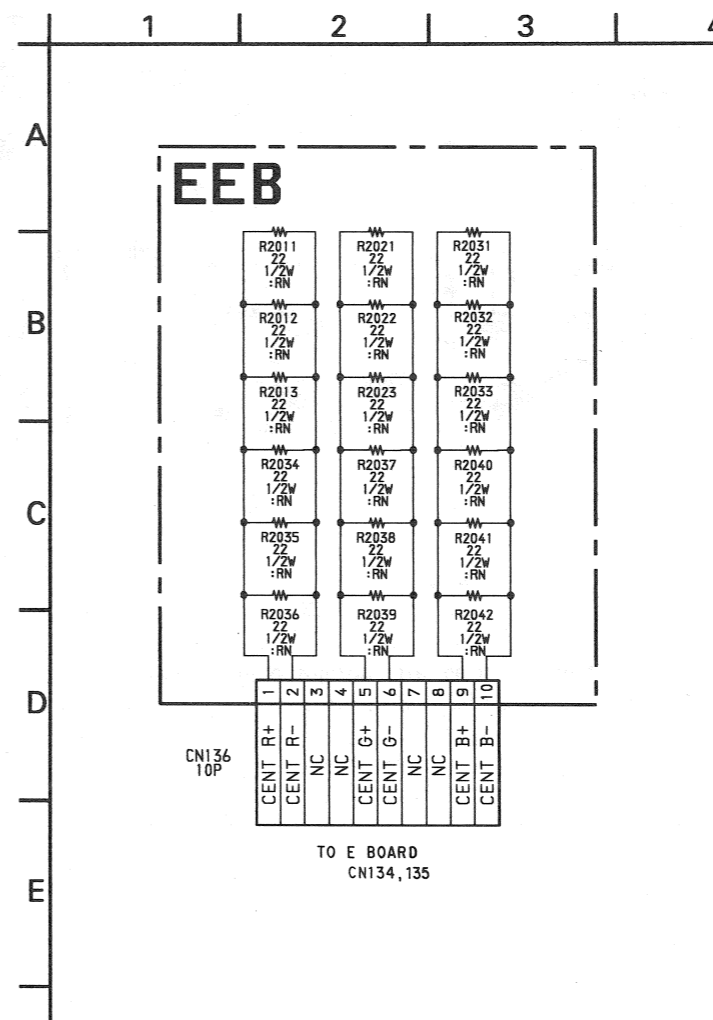 1 2 3 4
A
EEB
R2011 22 1/2W :RN
R2021 22 1/2W :RN
R2031 22 1/2W :RN
B
R2012 22 1/2W :RN
R2022 22 1/2W :RN
R2032 22 1/2W :RN
R2013 22 1/2W :RN
R2023 22 1/2W :RN
R2033 22 1/2W :RN
C
R2034 22 1/2W :RN
R2037 22 1/2W :RN
R2040 22 1/2W :RN
R2035 22 1/2W :RN
R2038 22 1/2W :RN
R2041 22 1/2W :RN
R2036 22 1/2W :RN
R2039 22 1/2W :RN
R2042 22 1/2W :RN
D
1 2 3 4 5 6 7 8 9 10
CN136
10P
CENT R+
CENT R-
NC
NC
CENT G+
CENT G-
NC
NC
CENT B+
CENT B-
TO E BOARD
CN134,135
E